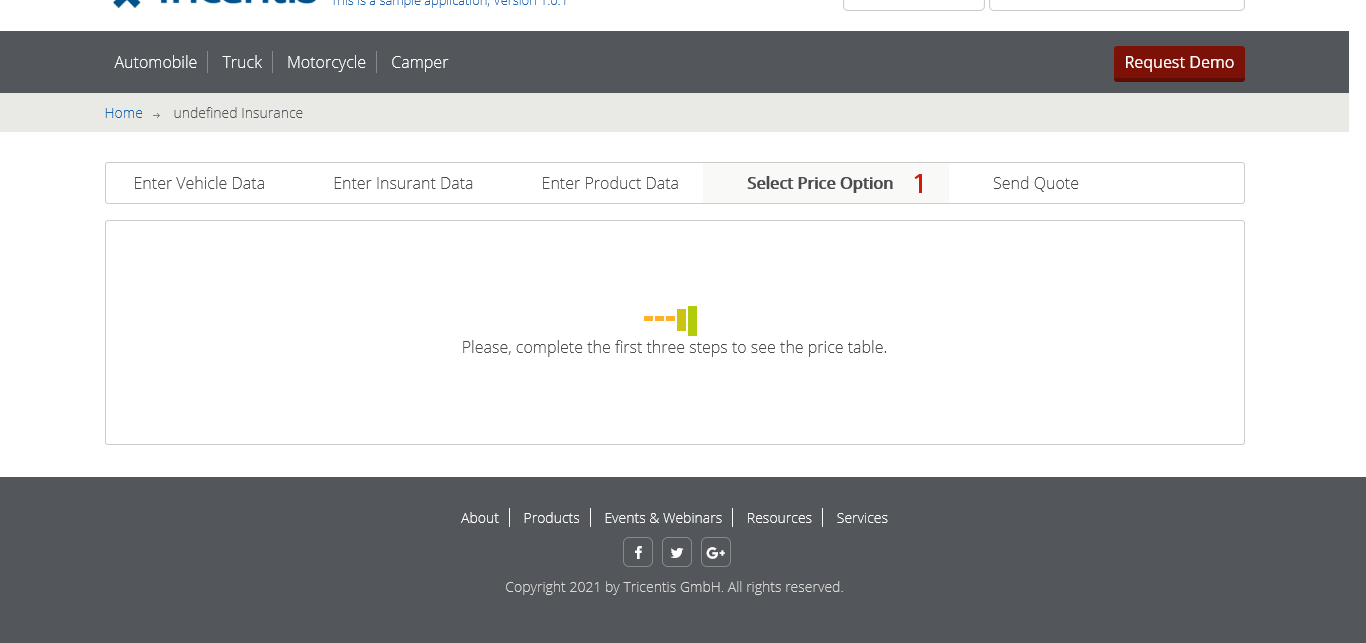 Tricentis This is a sample application, Version 1.0.1
Automobile Truck Motorcycle Camper Request Demo
Home → undefined Insurance
Enter Vehicle Data Enter Insurant Data Enter Product Data Select Price Option 1 Send Quote
Please, complete the first three steps to see the price table.
About Products Events & Webinars Resources Services
f G+
Copyright 2021 by Tricentis GmbH. All rights reserved.